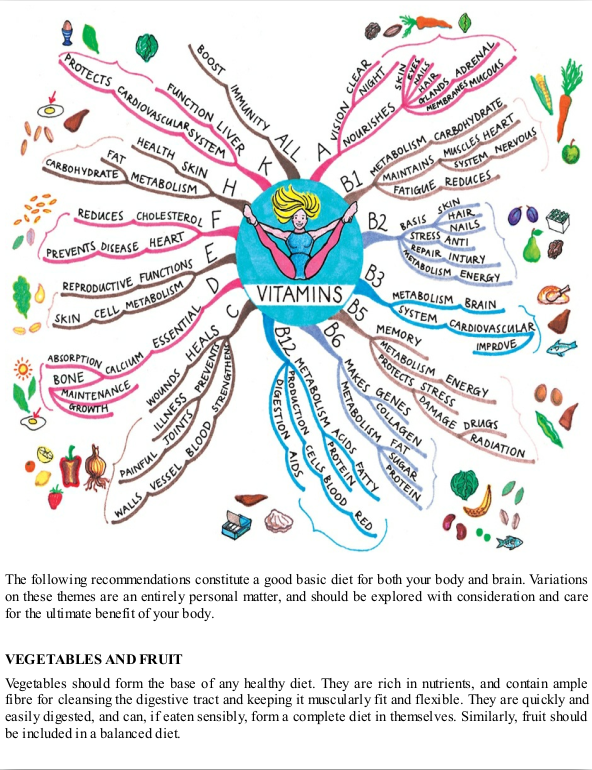 VITAMINS
A
VISION CLEAR
NIGHT
NOURISHES
SKIN
EYES
NAILS
HAIR
GLANDS ADRENAL
MEMBRANES MUCOUS
B1
METABOLISM CARBOHYDRATE
MAINTAINS MUSCLES HEART
SYSTEM NERVOUS
FATIGUE REDUCES
B2
BASIS SKIN
HAIR
NAILS
STRESS ANTI
REPAIR INTURY
METABOLISM ENERGY
B3
METABOLISM BRAIN
SYSTEM CARDIOVASCULAR
IMPROVE
B5
MEMORY
METABOLISM ENERGY
PROTECTS STRESS
DAMAGE DRUGS
RADIATION
B6
MAKES GENES
COLLAGEN
METABOLISM FAT
SUGAR
PROTEIN
B12
METABOLISM ACIDS FATTY
PROTEIN
PRODUCTION CELLS BLOOD RED
DIGESTION AIDS
C
STRENGTHENS
WALLS VESSEL BLOOD
PREVENTS
ILLNESS
PAINFUL JOINTS
HEALS
WOUNDS
D
ESSENTIAL
ABSORPTION CALCIUM
BONE
MAINTENANCE
GROWTH
E
REPRODUCTIVE FUNCTIONS
SKIN CELL METABOLISM
F
REDUCES CHOLESTEROL
PREVENTS DISEASE HEART
H
HEALTH SKIN
FAT
CARBOHYDRATE METABOLISM
K
FUNCTION LIVER
PROTECTS CARDIOVASCULAR SYSTEM
ALL
BOOST IMMUNITY
The following recommendations constitute a good basic diet for both your body and brain. Variations
on these themes are an entirely personal matter, and should be explored with consideration and care
for the ultimate benefit of your body.
VEGETABLES AND FRUIT
Vegetables should form the base of any healthy diet. They are rich in nutrients, and contain ample
fibre for cleansing the digestive tract and keeping it muscularly fit and flexible. They are quickly and
easily digested, and can, if eaten sensibly, form a complete diet in themselves. Similarly, fruit should
be included in a balanced diet.